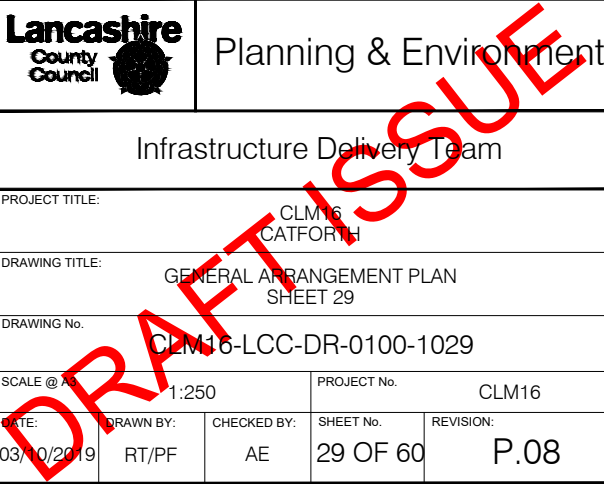 Lancashire
County
Council
Planning & Environment
Infrastructure Delivery Team
PROJECT TITLE:
CLM16
CATFORTH
DRAWING TITLE:
GENERAL ARRANGEMENT PLAN
SHEET 29
DRAWING No.
CLM16-LCC-DR-0100-1029
SCALE @ A3
1:250
PROJECT No.
CLM16
DATE:
03/10/2019
DRAWN BY:
RT/PF
CHECKED BY:
AE
SHEET No.
29 OF 60
REVISION:
P.08
DRAFT ISSUE